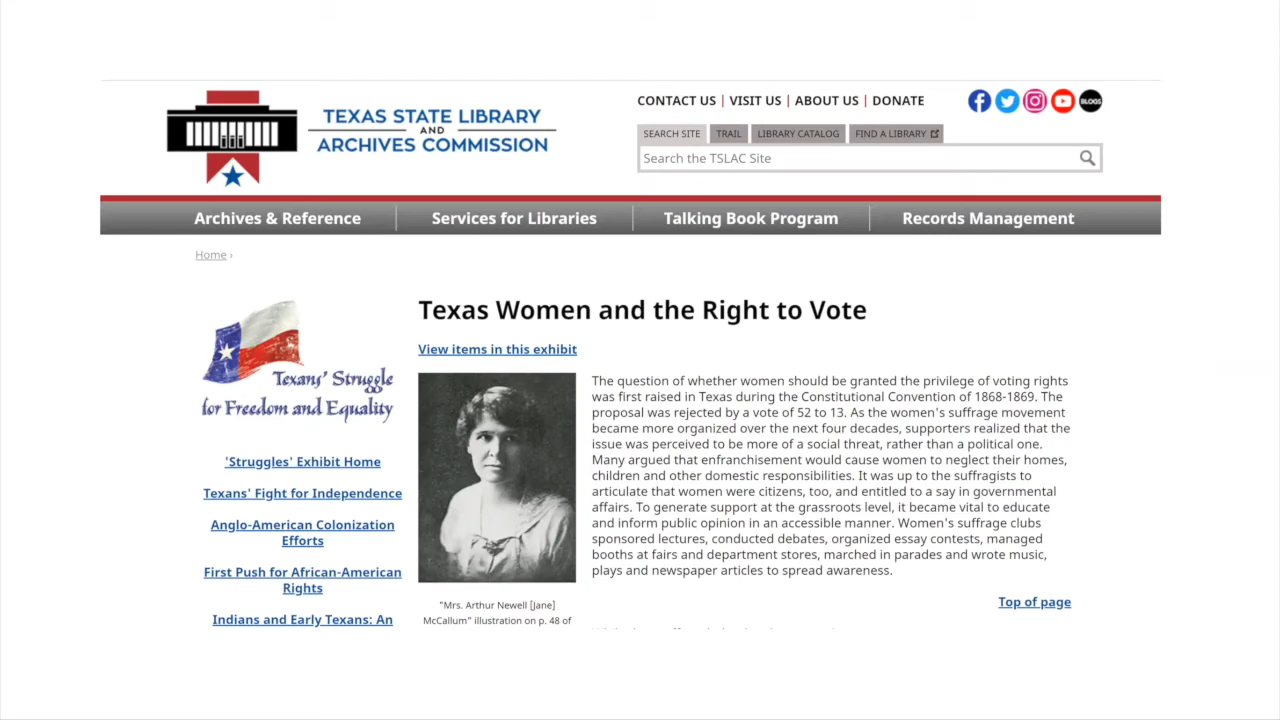 TEXAS STATE LIBRARY
AND
ARCHIVES COMMISSION
CONTACT US | VISIT US | ABOUT US | DONATE
BLOGS
SEARCH SITE TRAIL LIBRARY CATALOG FIND A LIBRARY
Search the TSLAC Site
Archives & Reference Services for Libraries Talking Book Program Records Management
Home ›
Texans' Struggle
for Freedom and Equality
'Struggles' Exhibit Home
Texans' Fight for Independence
Anglo-American Colonization
Efforts
First Push for African-American
Rights
Indians and Early Texans: An
Texas Women and the Right to Vote
View items in this exhibit
"Mrs. Arthur Newell [Jane]
McCallum" illustration on p. 48 of
The question of whether women should be granted the privilege of voting rights
was first raised in Texas during the Constitutional Convention of 1868-1869. The
proposal was rejected by a vote of 52 to 13. As the women's suffrage movement
became more organized over the next four decades, supporters realized that the
issue was perceived to be more of a social threat, rather than a political one.
Many argued that enfranchisement would cause women to neglect their homes,
children and other domestic responsibilities. It was up to the suffragists to
articulate that women were citizens, too, and entitled to a say in governmental
affairs. To generate support at the grassroots level, it became vital to educate
and inform public opinion in an accessible manner. Women's suffrage clubs
sponsored lectures, conducted debates, organized essay contests, managed
booths at fairs and department stores, marched in parades and wrote music,
plays and newspaper articles to spread awareness.
Top of page